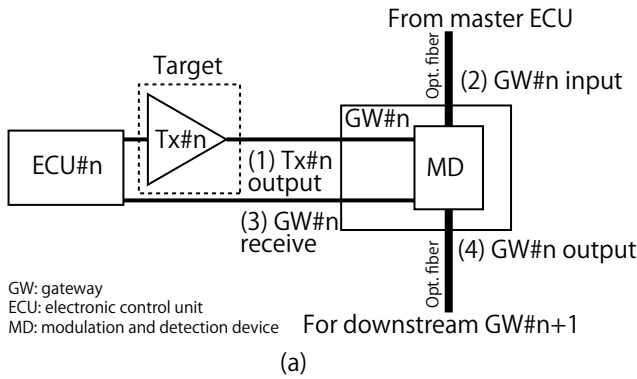 From master ECU
Opt. fiber
(2) GW#n input
Target
GW#n
Tx#n
ECU#n
(1) Tx#n
output
MD
(3) GW#n
receive
Opt. fiber
(4) GW#n output
GW: gateway
ECU: electronic control unit
MD: modulation and detection device
For downstream GW#n+1
(a)